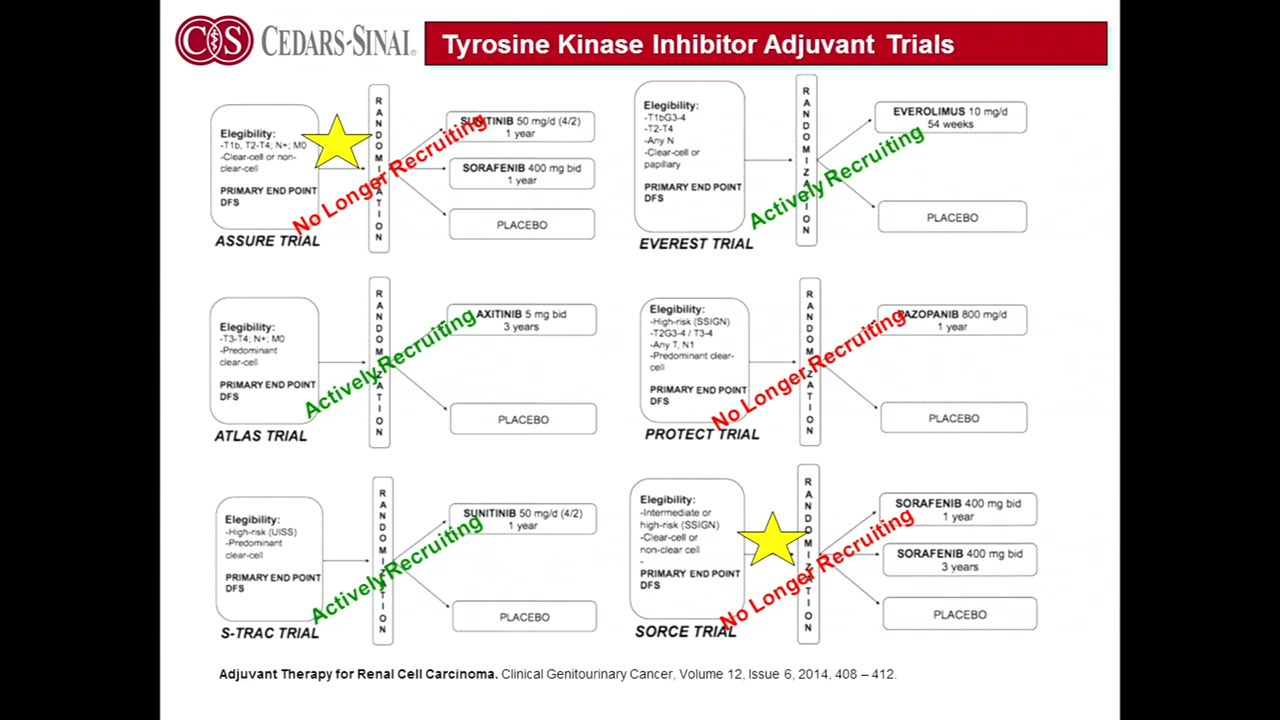 CS CEDARS-SINAI®
Tyrosine Kinase Inhibitor Adjuvant Trials
Elegibility:
-T1b, T2-T4; N+; M0
-Clear-cell or non-
clear-cell
PRIMARY END POINT
DFS
ASSURE TRIAL
RANDOMIZATION
SUNITINIB 50 mg/d (4/2)
1 year
SORAFENIB 400 mg bid
1 year
PLACEBO
No Longer Recruiting
Elegibility:
-T1bG3-4
-T2-T4
-Any N
-Clear-cell or
papillary
PRIMARY END POINT
DFS
EVEREST TRIAL
RANDOMIZATION
EVEROLIMUS 10 mg/d
54 weeks
PLACEBO
Actively Recruiting
Elegibility:
-T3-T4; N+; M0
-Predominant
clear-cell
PRIMARY END POINT
DFS
ATLAS TRIAL
RANDOMIZATION
AXITINIB 5 mg bid
3 years
PLACEBO
Actively Recruiting
Elegibility:
-High-risk (SSIGN)
-T2G3-4 / T3-4
-Any T, N1
-Predominant clear-
cell
PRIMARY END POINT
DFS
PROTECT TRIAL
RANDOMIZATION
PAZOPANIB 800 mg/d
1 year
PLACEBO
No Longer Recruiting
Elegibility:
-High-risk (UISS)
-Predominant
clear-cell
PRIMARY END POINT
DFS
S-TRAC TRIAL
RANDOMIZATION
SUNITINIB 50 mg/d (4/2)
1 year
PLACEBO
Actively Recruiting
Elegibility:
-Intermediate or
high-risk (SSIGN)
-Clear-cell or
non-clear cell
-
PRIMARY END POINT
DFS
SORCE TRIAL
RANDOMIZATION
SORAFENIB 400 mg bid
1 year
SORAFENIB 400 mg bid
3 years
PLACEBO
No Longer Recruiting
Adjuvant Therapy for Renal Cell Carcinoma. Clinical Genitourinary Cancer, Volume 12, Issue 6, 2014, 408 – 412.